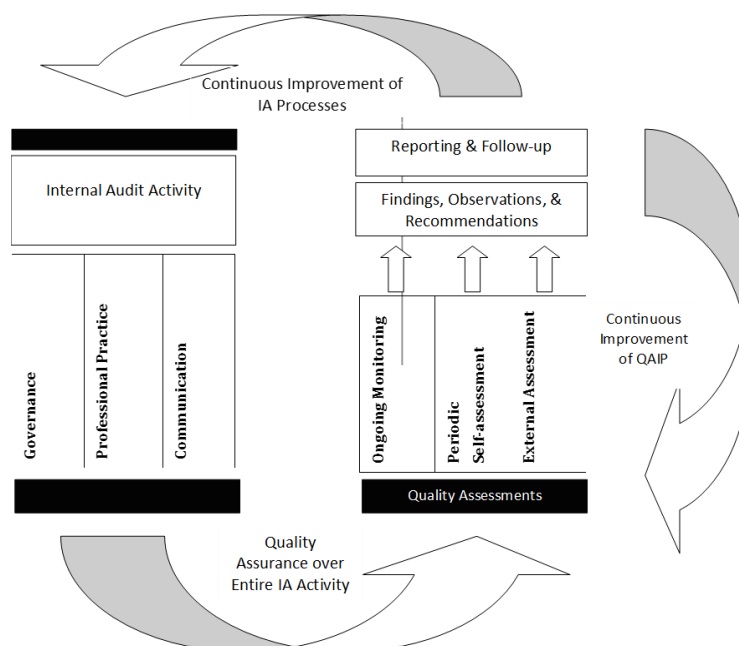 Continuous Improvement of
IA Processes
Internal Audit Activity
Governance
Professional Practice
Communication
Reporting & Follow-up
Findings, Observations, &
Recommendations
Ongoing Monitoring
Periodic
Self-assessment
External Assessment
Quality Assessments
Continuous
Improvement
of QAIP
Quality
Assurance over
Entire IA Activity